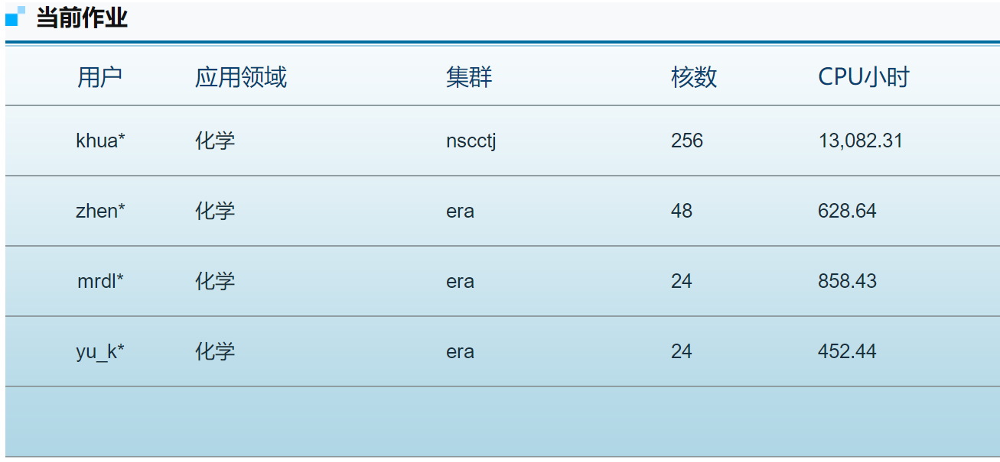 当前作业
用户 应用领域 集群 核数 CPU小时
khua* 化学 nscctj 256 13,082.31
zhen* 化学 era 48 628.64
mrdl* 化学 era 24 858.43
yu_k* 化学 era 24 452.44